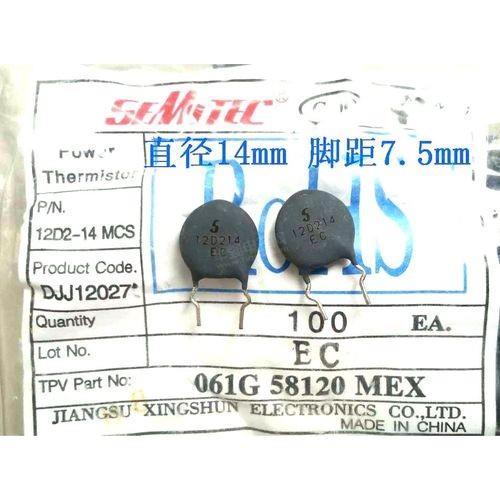 SEMITEC®
直径14mm 脚距7.5mm
Power
Thermistor
RoHS
P/N.
12D2-14 MCS
Product Code.
DJJ12027*
S
12D214
EC
S
12D214
EC
Quantity 100 EA.
Lot No. EC
TPV Part No: 061G 58120 MEX
JIANGSU XINGSHUN ELECTRONICS CO.,LTD.
MADE IN CHINA